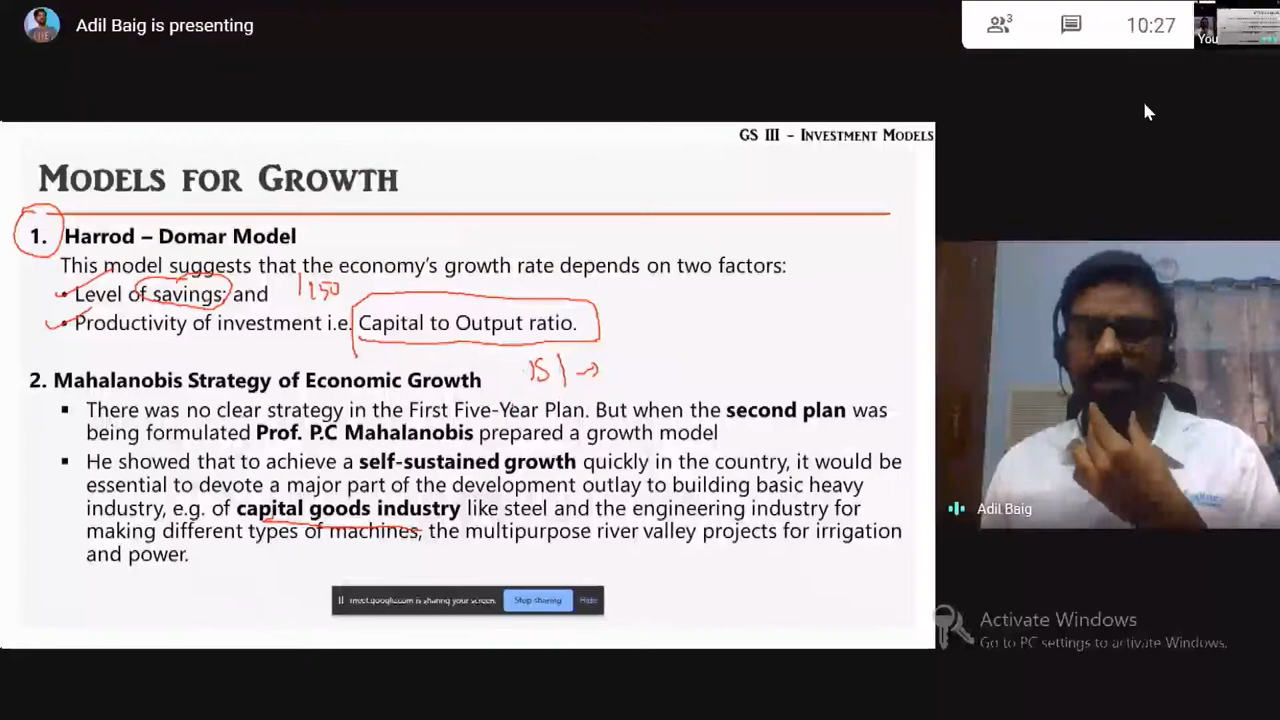 Adil Baig is presenting
3
10:27
You
GS III – Investment Models
Models for Growth
1. Harrod – Domar Model
This model suggests that the economy's growth rate depends on two factors:
• Level of savings; and
• Productivity of investment i.e. Capital to Output ratio.
2. Mahalanobis Strategy of Economic Growth
▪ There was no clear strategy in the First Five-Year Plan. But when the second plan was
being formulated Prof. P.C Mahalanobis prepared a growth model
▪ He showed that to achieve a self-sustained growth quickly in the country, it would be
essential to devote a major part of the development outlay to building basic heavy
industry, e.g. of capital goods industry like steel and the engineering industry for
making different types of machines, the multipurpose river valley projects for irrigation
and power.
meet.google.com is sharing your screen.
Stop sharing
Hide
Adil Baig
Activate Windows
Go to PC settings to activate Windows.